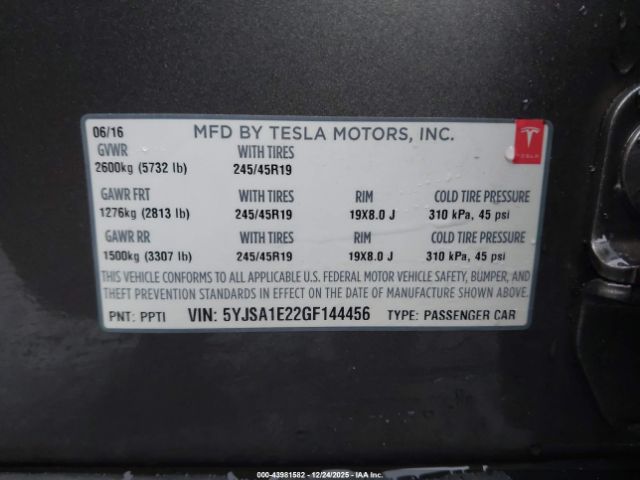 06/16 MFD BY TESLA MOTORS, INC.
TESLA
GVWR WITH TIRES
2600kg (5732 lb) 245/45R19
GAWR FRT WITH TIRES RIM COLD TIRE PRESSURE
1276kg (2813 lb) 245/45R19 19X8.0 J 310 kPa, 45 psi
GAWR RR WITH TIRES RIM COLD TIRE PRESSURE
1500kg (3307 lb) 245/45R19 19X8.0 J 310 kPa, 45 psi
THIS VEHICLE CONFORMS TO ALL APPLICABLE U.S. FEDERAL MOTOR VEHICLE SAFETY, BUMPER, AND
THEFT PREVENTION STANDARDS IN EFFECT ON THE DATE OF MANUFACTURE SHOWN ABOVE.
PNT: PPTI VIN: 5YJSA1E22GF144456 TYPE: PASSENGER CAR
000-43981582 - 12/24/2025 - IAA Inc.